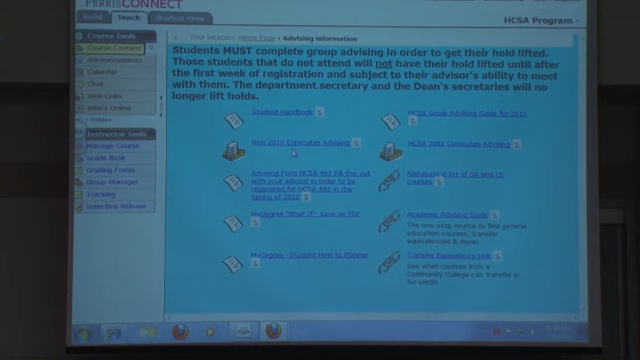 FERRISCONNECT
Build Teach Student View
HCSA Program
Your location: Home Page › Advising information
Course Tools
Course Content
Announcements
Calendar
Chat
Web Links
Who's Online
Hidden
Instructor Tools
Manage Course
Grade Book
Grading Forms
Group Manager
Tracking
Selective Release
Students MUST complete group advising in order to get their hold lifted.
Those students that do not attend will not have their hold lifted until after
the first week of registration and subject to their advisor's ability to meet
with them. The department secretary and the Dean's secretaries will no
longer lift holds.
Student Handbook
HCSA Group Advising Guide for 2012
New 2010 Curriculum Advising
HCSA 2003 Curriculum Advising
Advising Form HCSA 493 Fill this out
with your advisor in order to be
registered for HCSA 493 in the
Spring of 2012
Alphabetical list of SA and CE
courses
MyDegree "What If"- save as PDF
Academic Advising Guide
The one-stop source to find general
education courses, transfer
equivalencies & more!
MyDegree - Student How to Planner
Transfer Equivalency Link
See what courses from a
Community College can transfer in
for credit